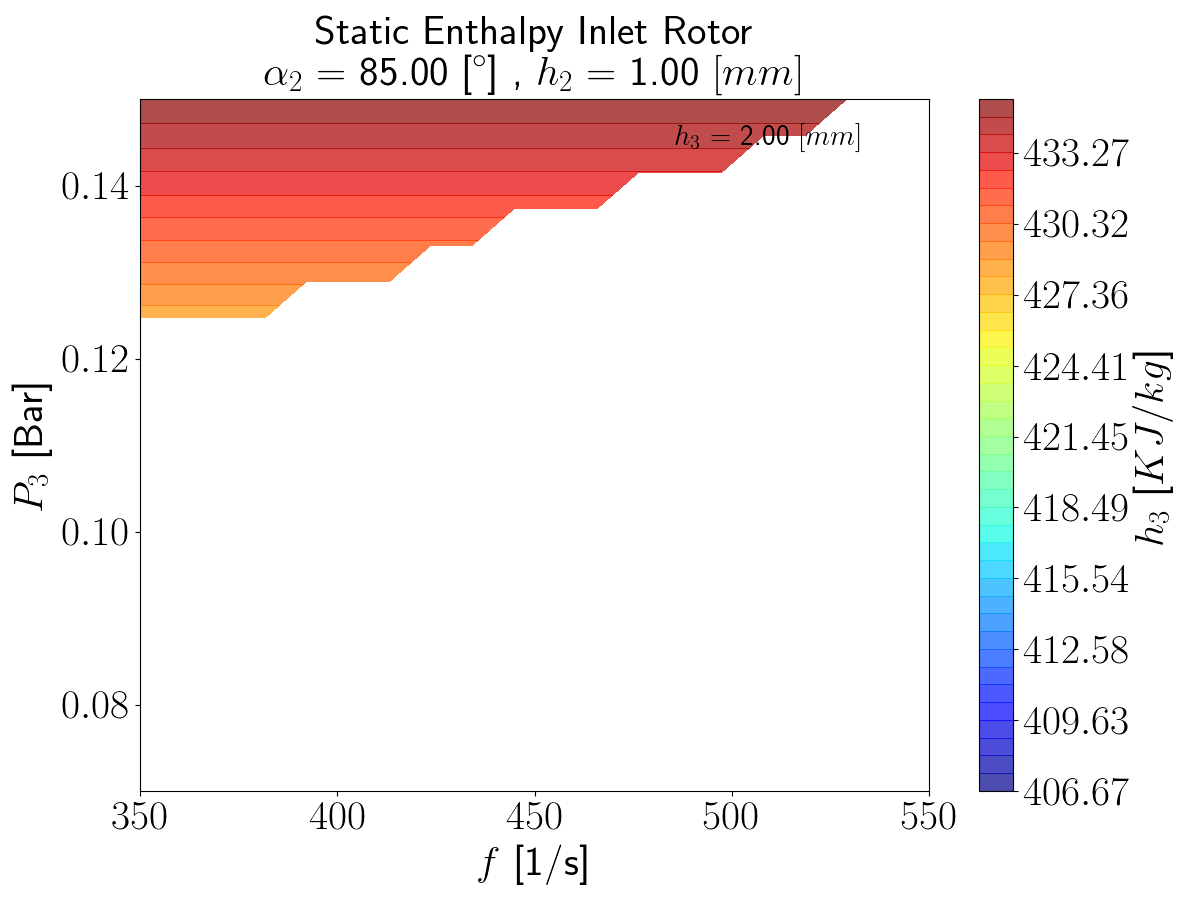 Static Enthalpy Inlet Rotor
α₂ = 85.00 [°] , h₂ = 1.00 [mm]
h₃ = 2.00 [mm]
P₃ [Bar]
0.14
0.12
0.10
0.08
350 400 450 500 550
f [1/s]
433.27
430.32
427.36
424.41
421.45
418.49
415.54
412.58
409.63
406.67
h₃ [KJ/kg]